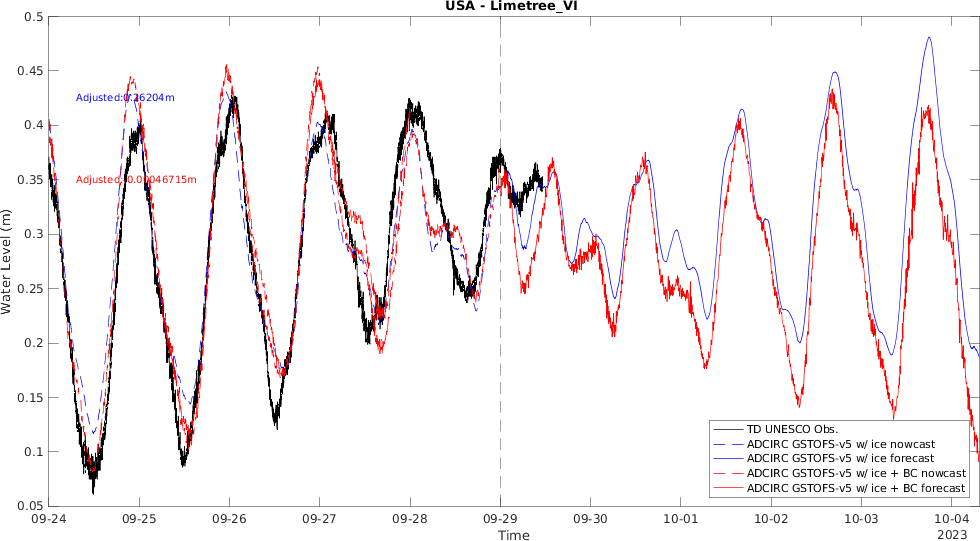 USA - Limetree_VI
0.5
0.45
0.4
0.35
0.3
0.25
0.2
0.15
0.1
0.05
Water Level (m)
Adjusted:0.26204m
Adjusted:-0.00046715m
TD UNESCO Obs.
ADCIRC GSTOFS-v5 w/ ice nowcast
ADCIRC GSTOFS-v5 w/ ice forecast
ADCIRC GSTOFS-v5 w/ ice + BC nowcast
ADCIRC GSTOFS-v5 w/ ice + BC forecast
09-24 09-25 09-26 09-27 09-28 09-29 09-30 10-01 10-02 10-03 10-04
Time 2023